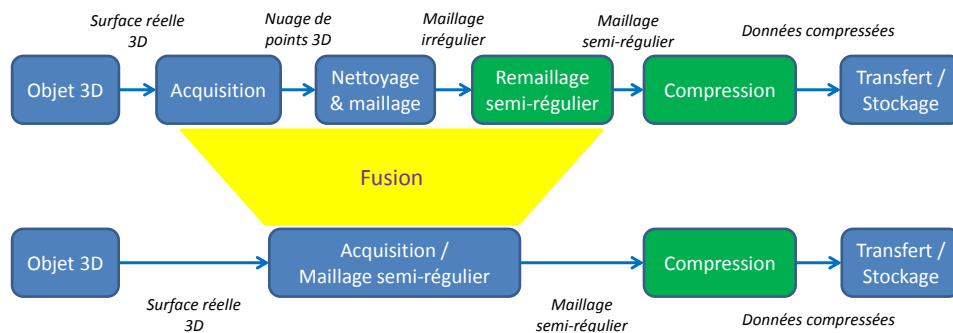 Surface réelle
3D
Nuage de
points 3D
Maillage
irrégulier
Maillage
semi-régulier
Données compressées
Objet 3D
Acquisition
Nettoyage
& maillage
Remaillage
semi-régulier
Compression
Transfert /
Stockage
Fusion
Objet 3D
Acquisition /
Maillage semi-régulier
Compression
Transfert /
Stockage
Surface réelle
3D
Maillage
semi-régulier
Données compressées